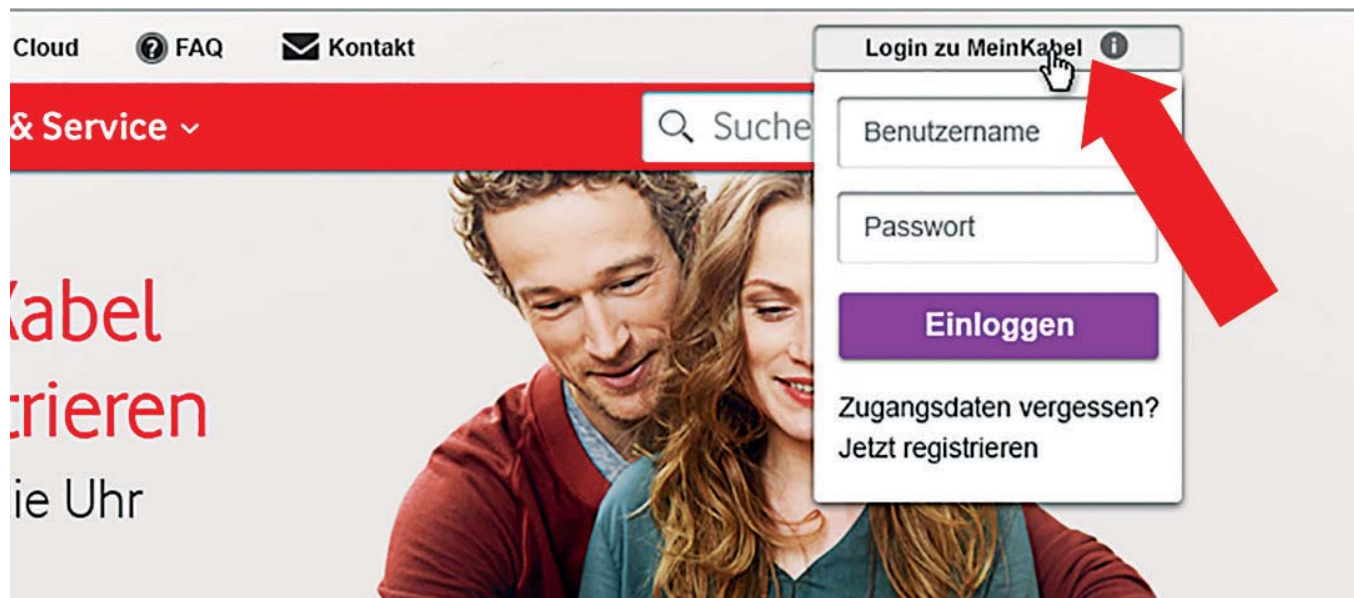 Cloud
FAQ
Kontakt
Login zu MeinKabel
& Service
Suche
Benutzername
Passwort
Einloggen
Zugangsdaten vergessen?
Jetzt registrieren
Kabel
trieren
ie Uhr